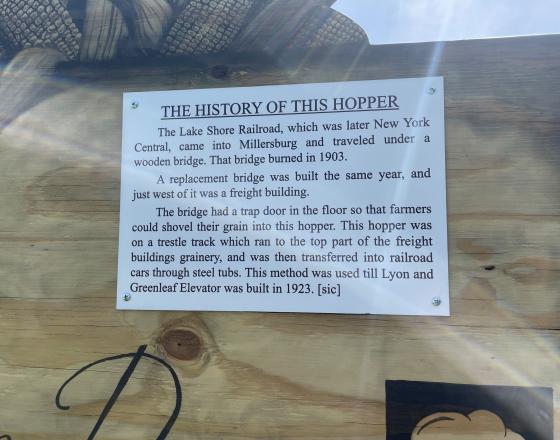 THE HISTORY OF THIS HOPPER
The Lake Shore Railroad, which was later New York
Central, came into Millersburg and traveled under a
wooden bridge. That bridge burned in 1903.
A replacement bridge was built the same year, and
just west of it was a freight building.
The bridge had a trap door in the floor so that farmers
could shovel their grain into this hopper. This hopper was
on a trestle track which ran to the top part of the freight
buildings grainery, and was then transferred into railroad
cars through steel tubs. This method was used till Lyon and
Greenleaf Elevator was built in 1923. [sic]